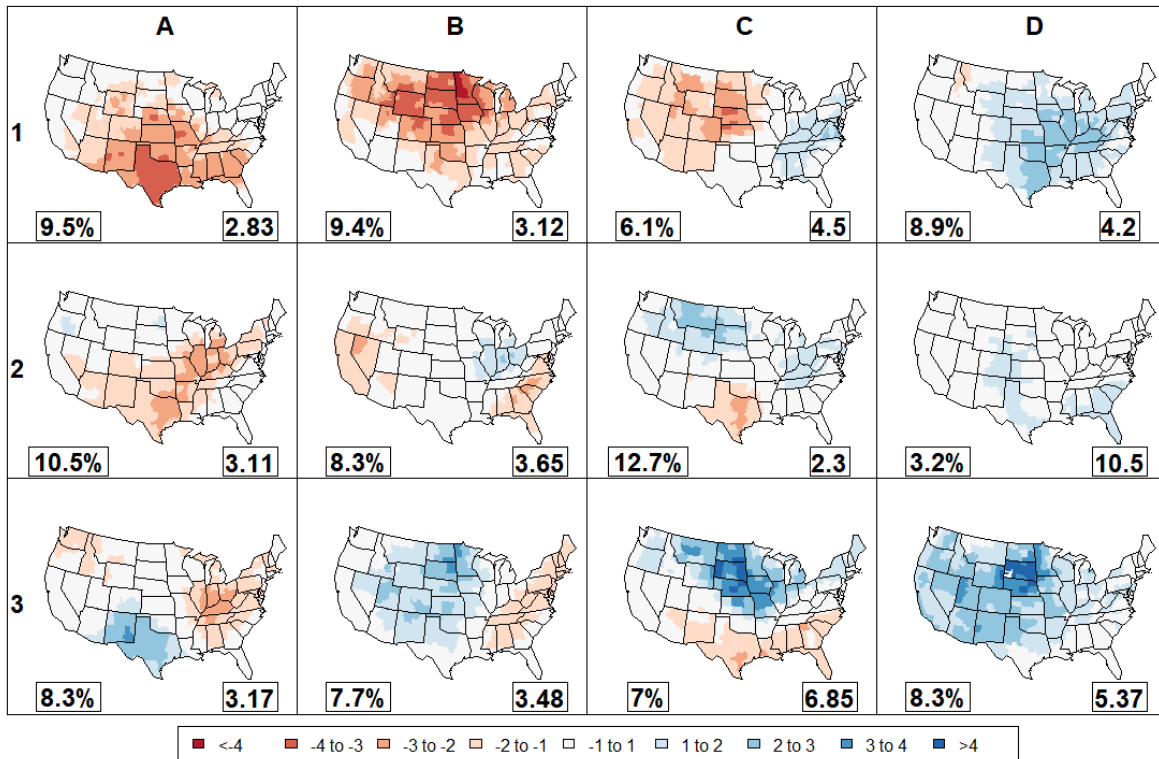 A B C D
1
9.5% 2.83 9.4% 3.12 6.1% 4.5 8.9% 4.2
2
10.5% 3.11 8.3% 3.65 12.7% 2.3 3.2% 10.5
3
8.3% 3.17 7.7% 3.48 7% 6.85 8.3% 5.37
<-4 -4 to -3 -3 to -2 -2 to -1 -1 to 1 1 to 2 2 to 3 3 to 4 >4